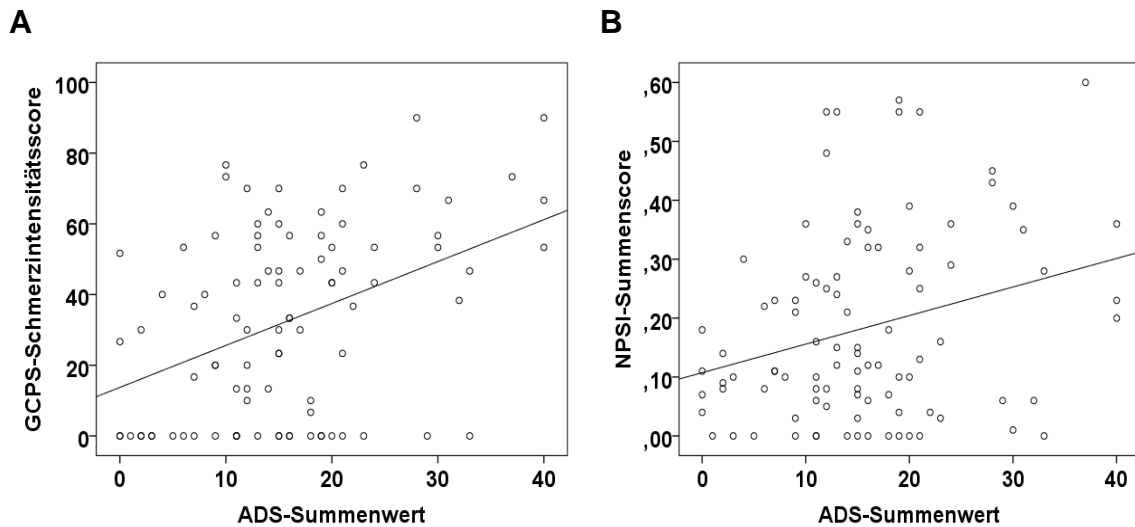 A
GCPS-Schmerzintensitätsscore
100
80
60
40
20
0
0 10 20 30 40
ADS-Summenwert
B
NPSI-Summenscore
,60
,50
,40
,30
,20
,10
,00
0 10 20 30 40
ADS-Summenwert